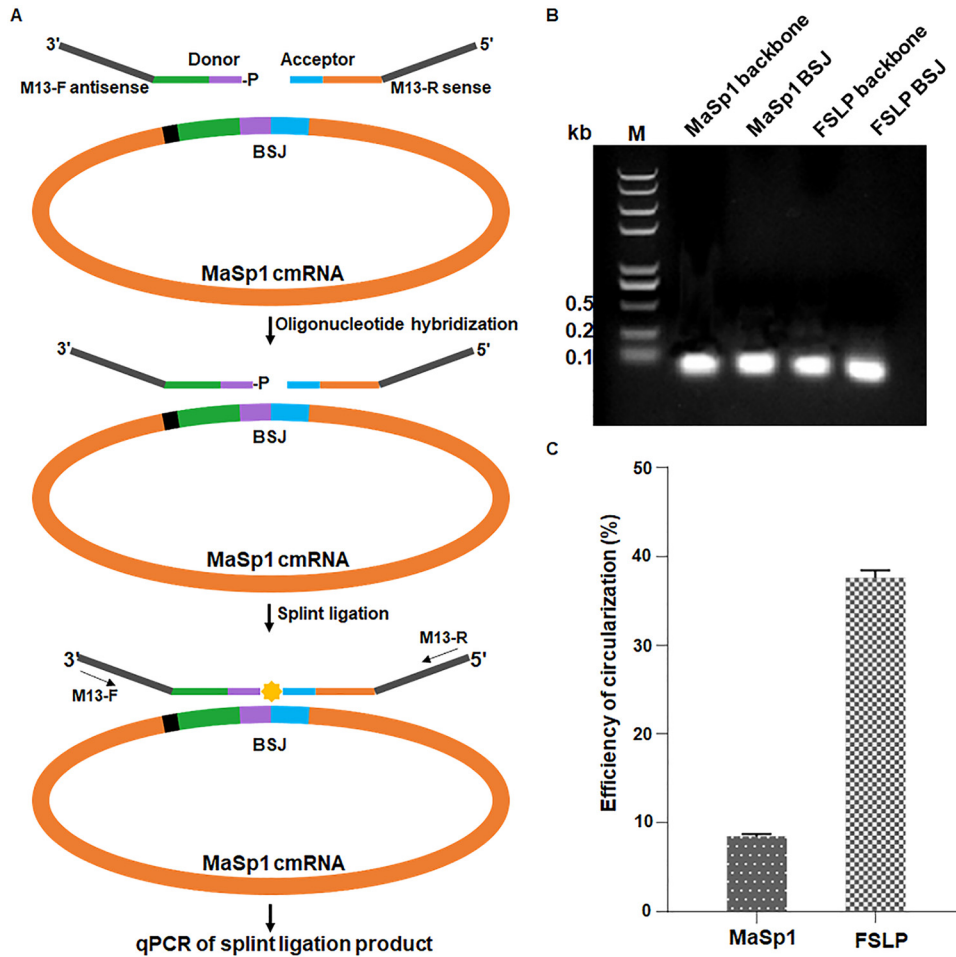 A
3'
5'
Donor
Acceptor
-P
M13-F antisense
M13-R sense
BSJ
MaSp1 cmRNA
Oligonucleotide hybridization
3'
5'
-P
BSJ
MaSp1 cmRNA
Splint ligation
M13-R
3'
5'
M13-F
BSJ
MaSp1 cmRNA
qPCR of splint ligation product
B
MaSp1 backbone
MaSp1 BSJ
FSLP backbone
FSLP BSJ
kb
M
0.5
0.2
0.1
C
Efficiency of circularization (%)
50
40
30
20
10
0
MaSp1
FSLP